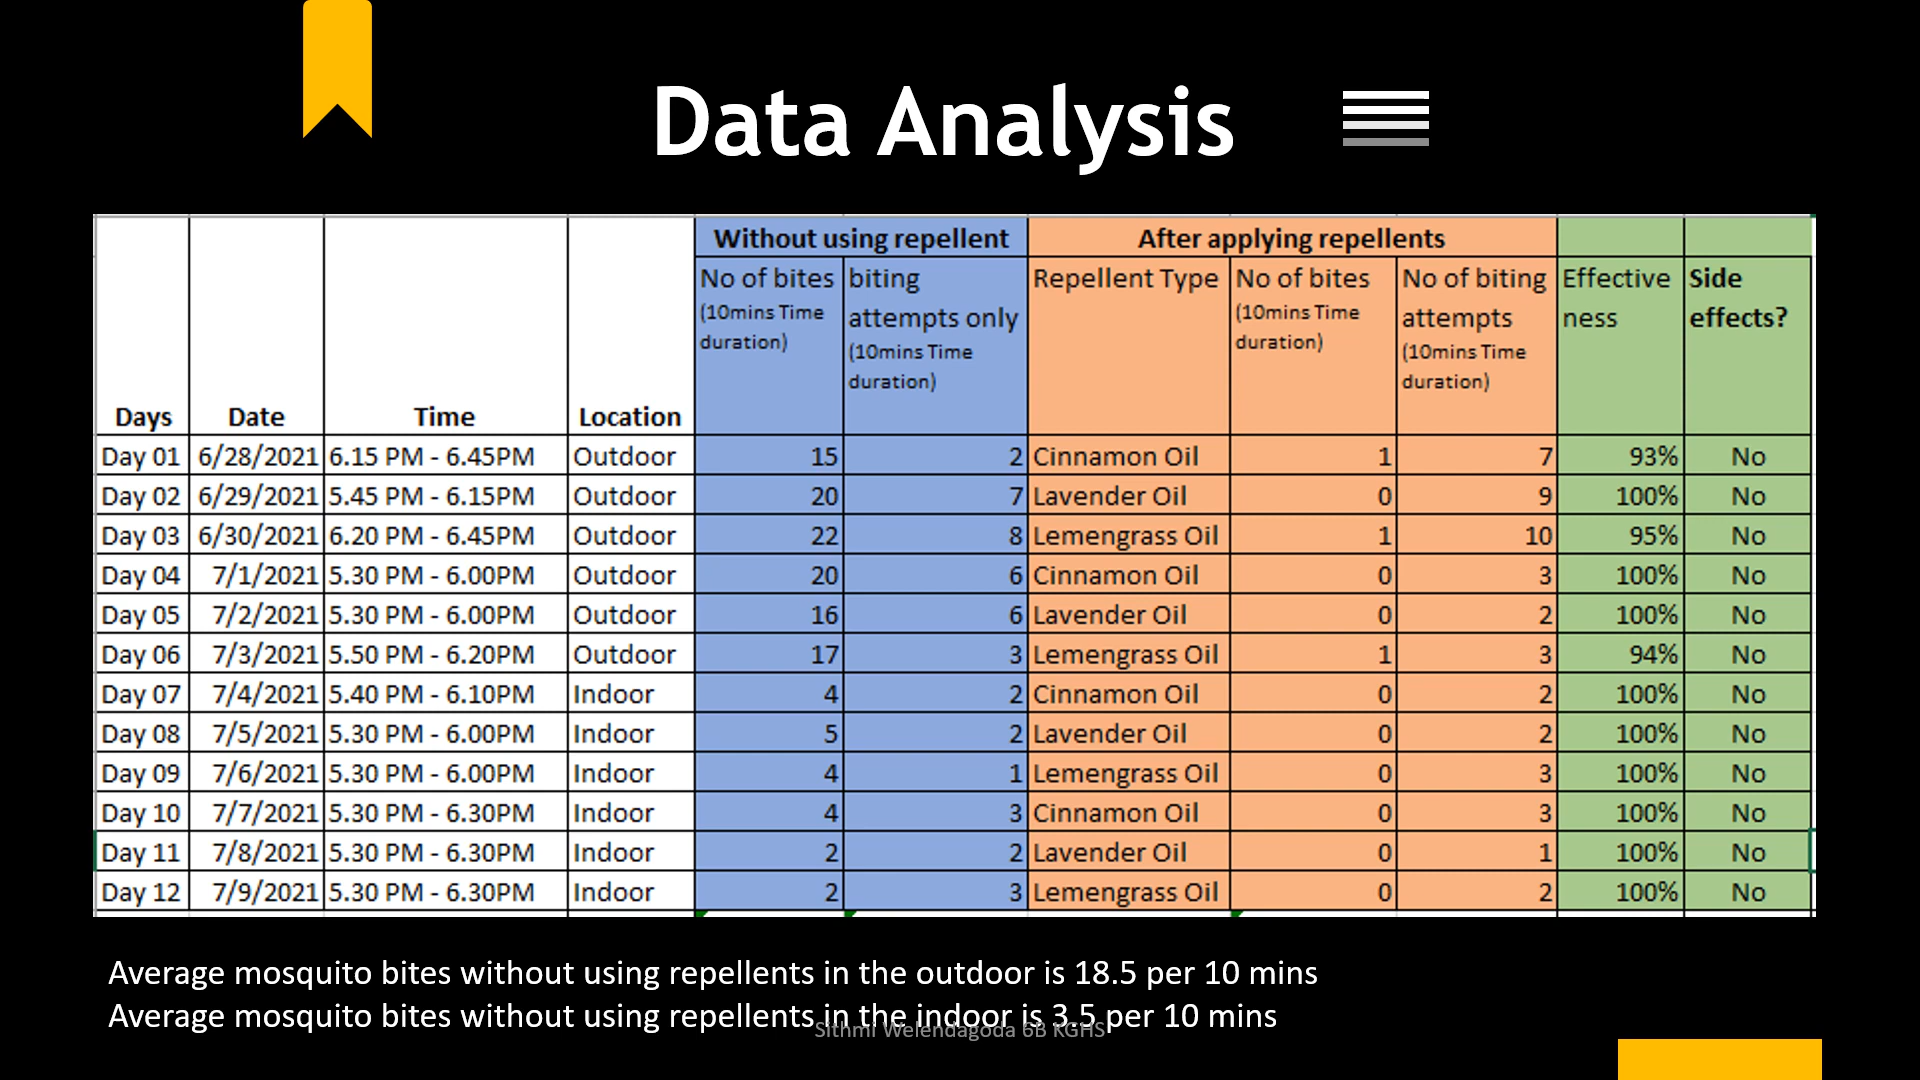 Data Analysis
Without using repellent After applying repellents
Days Date Time Location No of bites (10mins Time duration) biting attempts only (10mins Time duration) Repellent Type No of bites (10mins Time duration) No of biting attempts (10mins Time duration) Effective ness Side effects?
Day 01 6/28/2021 6.15 PM - 6.45PM Outdoor 15 2 Cinnamon Oil 1 7 93% No
Day 02 6/29/2021 5.45 PM - 6.15PM Outdoor 20 7 Lavender Oil 0 9 100% No
Day 03 6/30/2021 6.20 PM - 6.45PM Outdoor 22 8 Lemengrass Oil 1 10 95% No
Day 04 7/1/2021 5.30 PM - 6.00PM Outdoor 20 6 Cinnamon Oil 0 3 100% No
Day 05 7/2/2021 5.30 PM - 6.00PM Outdoor 16 6 Lavender Oil 0 2 100% No
Day 06 7/3/2021 5.50 PM - 6.20PM Outdoor 17 3 Lemengrass Oil 1 3 94% No
Day 07 7/4/2021 5.40 PM - 6.10PM Indoor 4 2 Cinnamon Oil 0 2 100% No
Day 08 7/5/2021 5.30 PM - 6.00PM Indoor 5 2 Lavender Oil 0 2 100% No
Day 09 7/6/2021 5.30 PM - 6.00PM Indoor 4 1 Lemengrass Oil 0 3 100% No
Day 10 7/7/2021 5.30 PM - 6.30PM Indoor 4 3 Cinnamon Oil 0 3 100% No
Day 11 7/8/2021 5.30 PM - 6.30PM Indoor 2 2 Lavender Oil 0 1 100% No
Day 12 7/9/2021 5.30 PM - 6.30PM Indoor 2 3 Lemengrass Oil 0 2 100% No
Average mosquito bites without using repellents in the outdoor is 18.5 per 10 mins
Average mosquito bites without using repellents in the indoor is 3.5 per 10 mins
Sithmi Welendagoda 6B KGHS